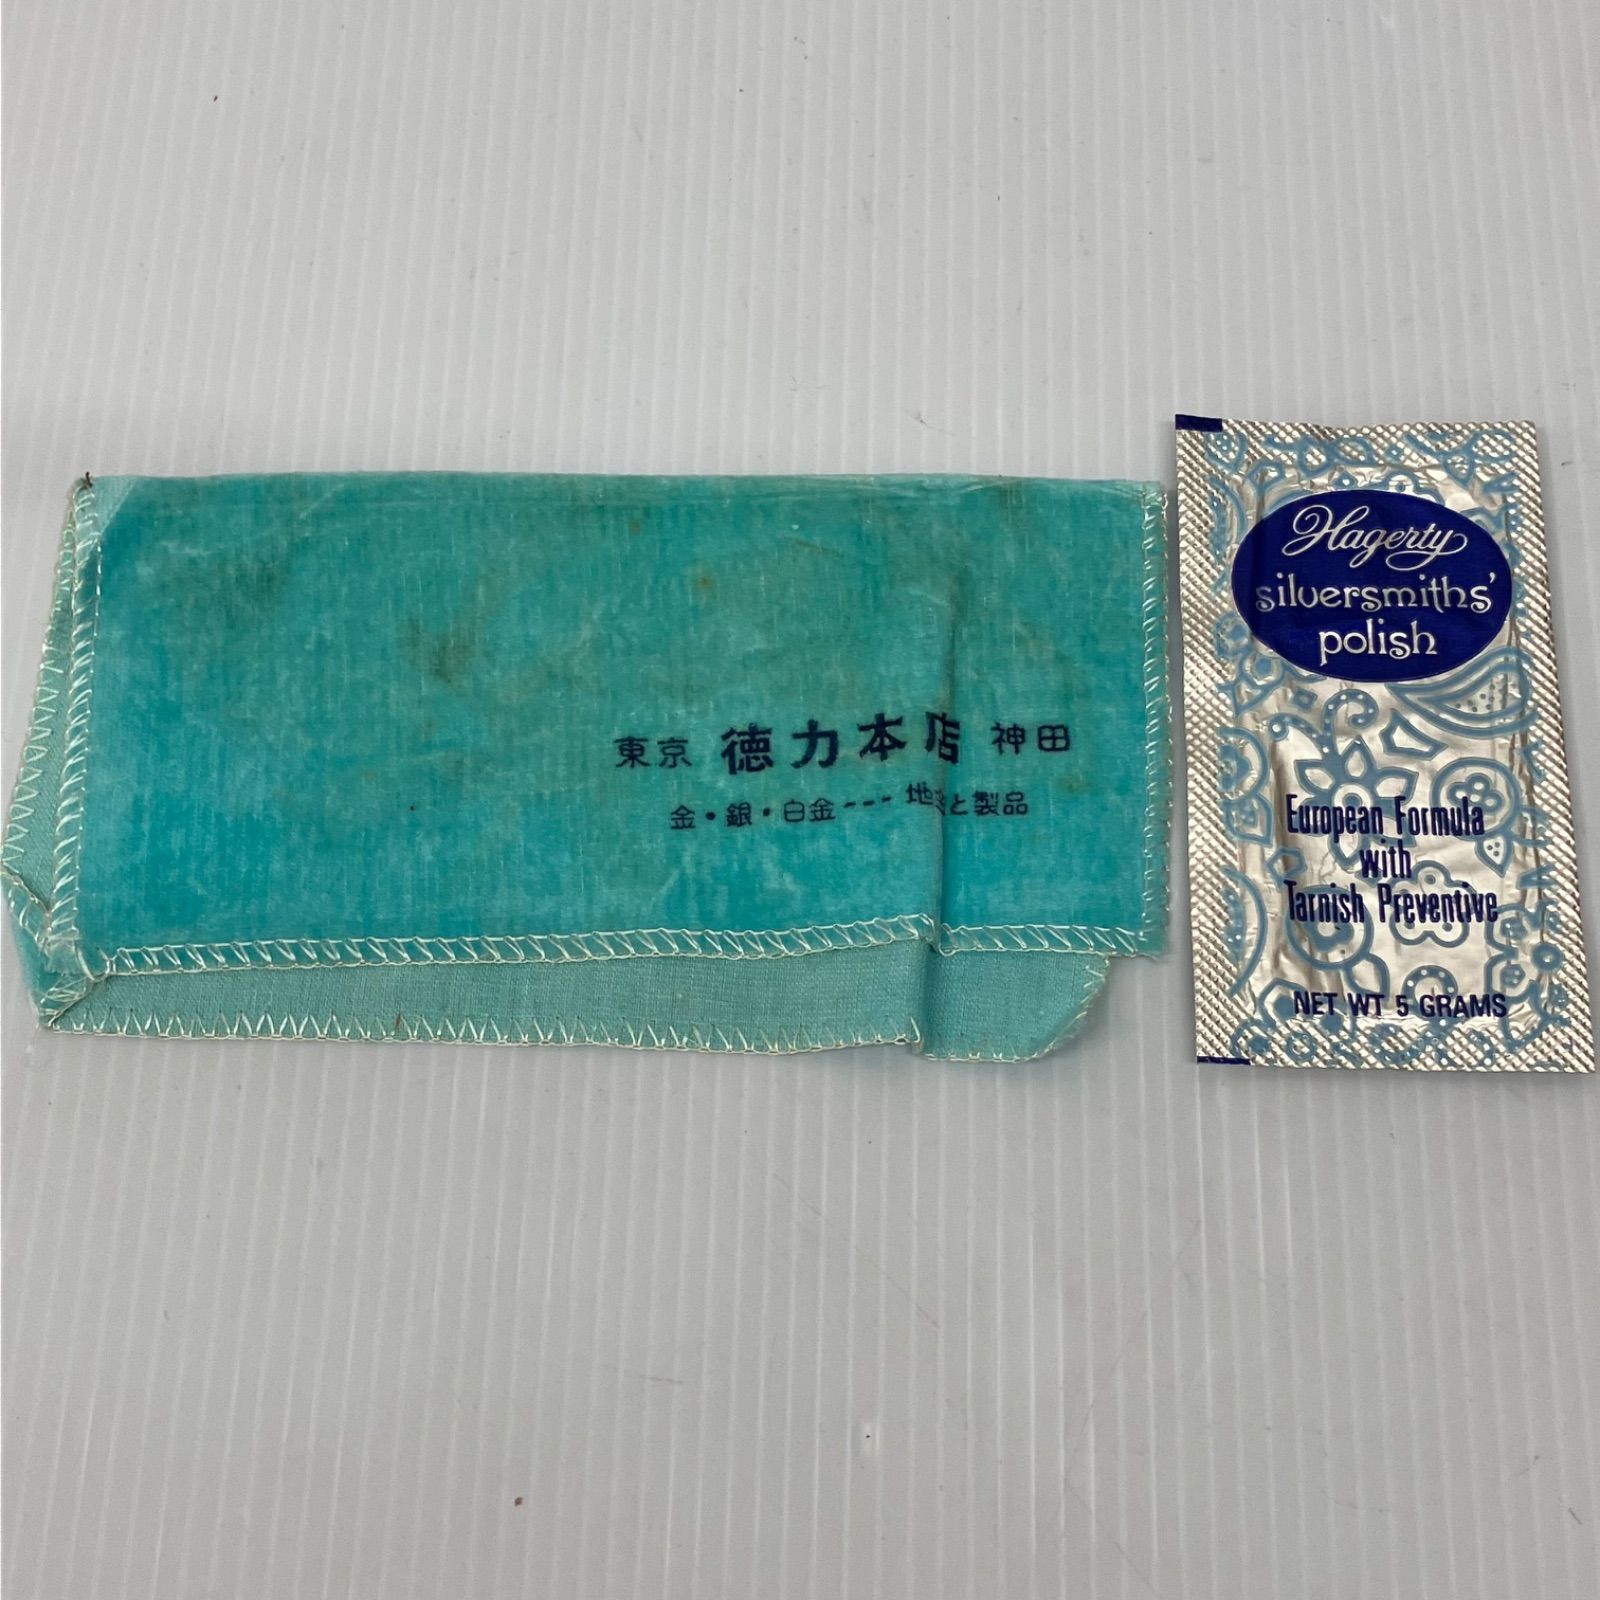 東京 徳力本店 神田
金・銀・白金---地金と製品
Hagerty
silversmiths'
polish
European Formula
with
Tarnish Preventive
NET WT 5 GRAMS